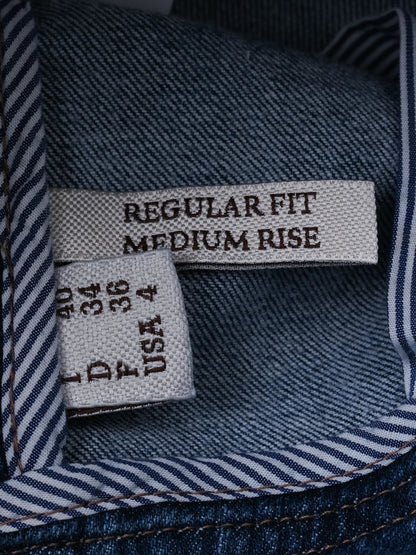 REGULAR FIT
MEDIUM RISE
40
D 34
F 36
USA 4